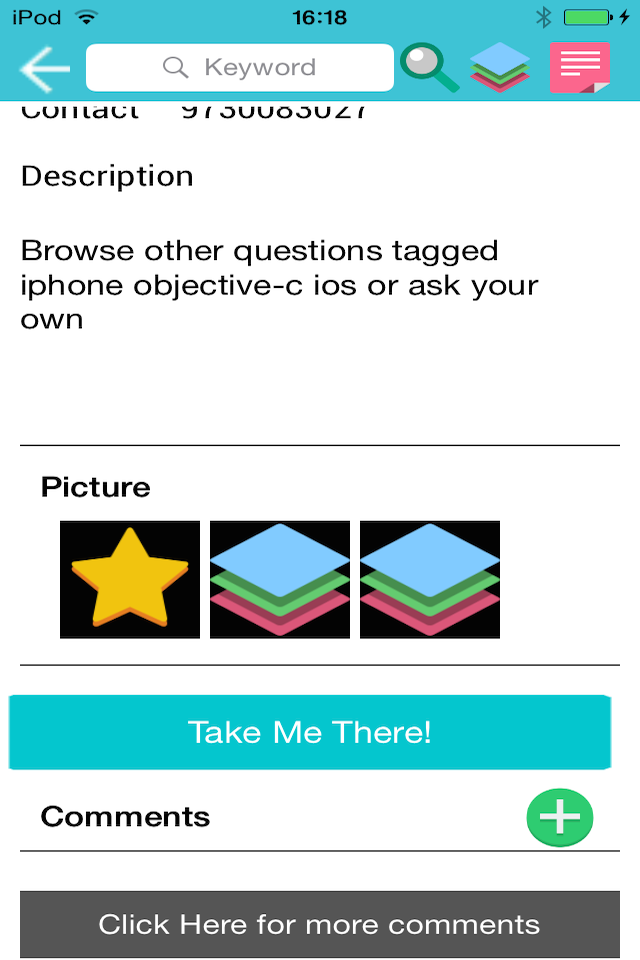 iPod 16:18
Keyword
Contact 9730083027
Description
Browse other questions tagged
iphone objective-c ios or ask your
own
Picture
Take Me There!
Comments
Click Here for more comments